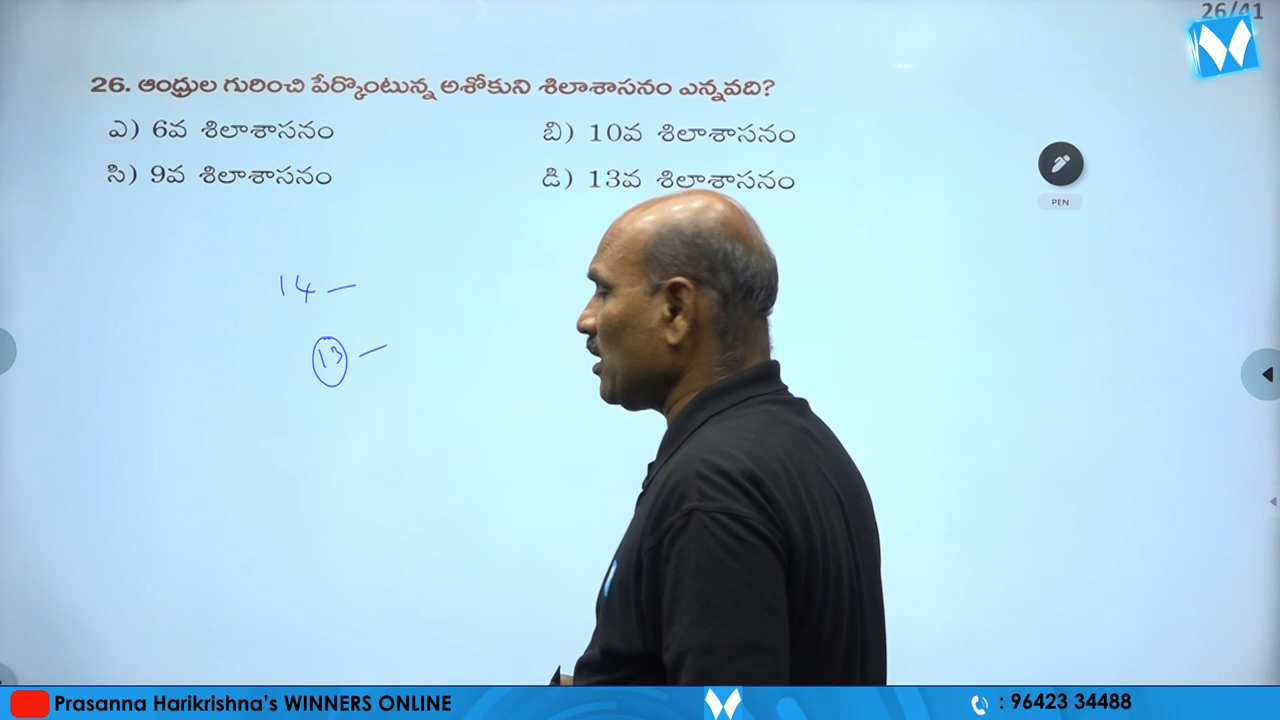 26/41
26. ఆంధ్రుల గురించి పేర్కొంటున్న అశోకుని శిలాశాసనం ఎన్నవది?
ఎ) 6వ శిలాశాసనం
బి) 10వ శిలాశాసనం
సి) 9వ శిలాశాసనం
డి) 13వ శిలాశాసనం
PEN
14 –
13 –
Prasanna Harikrishna's WINNERS ONLINE
: 96423 34488